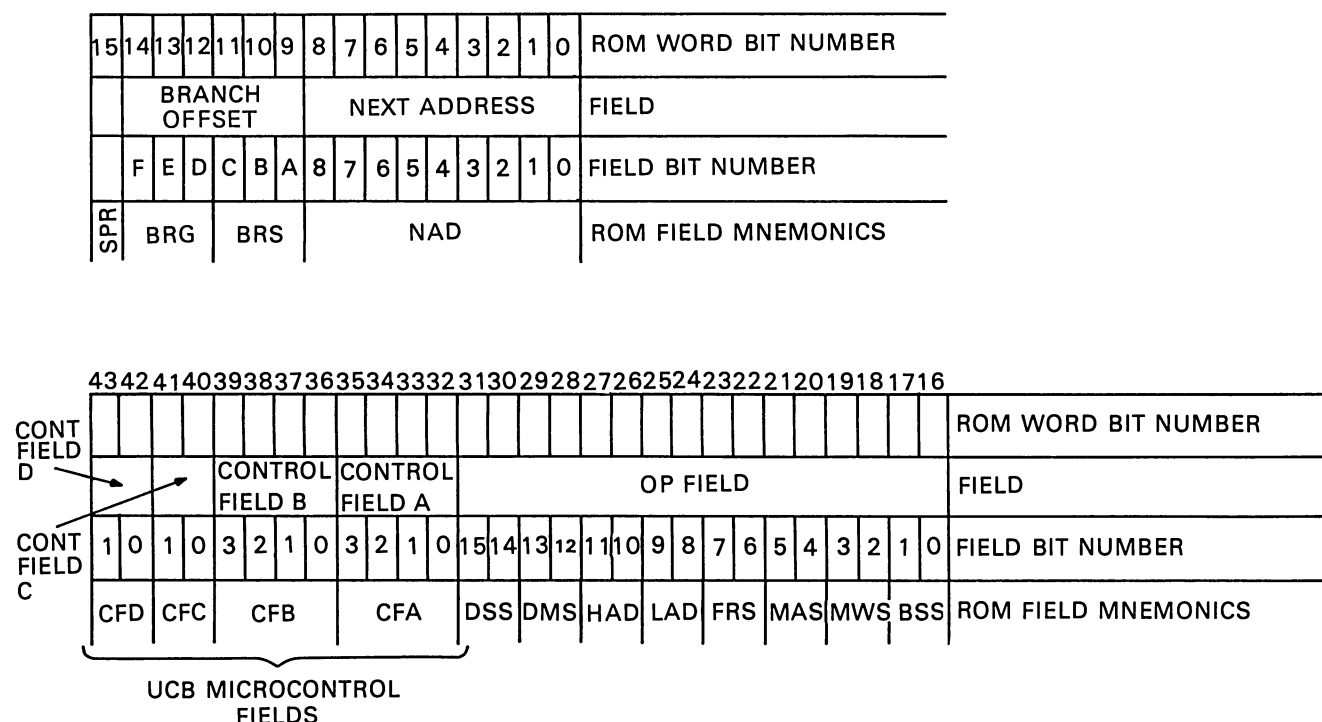 15 14 13 12 11 10 9 8 7 6 5 4 3 2 1 0 ROM WORD BIT NUMBER
BRANCH OFFSET NEXT ADDRESS FIELD
F E D C B A 8 7 6 5 4 3 2 1 0 FIELD BIT NUMBER
SPR BRG BRS NAD ROM FIELD MNEMONICS
43 42 41 40 39 38 37 36 35 34 33 32 31 30 29 28 27 26 25 24 23 22 21 20 19 18 17 16
ROM WORD BIT NUMBER
CONT FIELD D
CONTROL FIELD B CONTROL FIELD A OP FIELD FIELD
CONT FIELD C
1 0 1 0 3 2 1 0 3 2 1 0 15 14 13 12 11 10 9 8 7 6 5 4 3 2 1 0 FIELD BIT NUMBER
CFD CFC CFB CFA DSS DMS HAD LAD FRS MAS MWS BSS ROM FIELD MNEMONICS
UCB MICROCONTROL
FIELDS